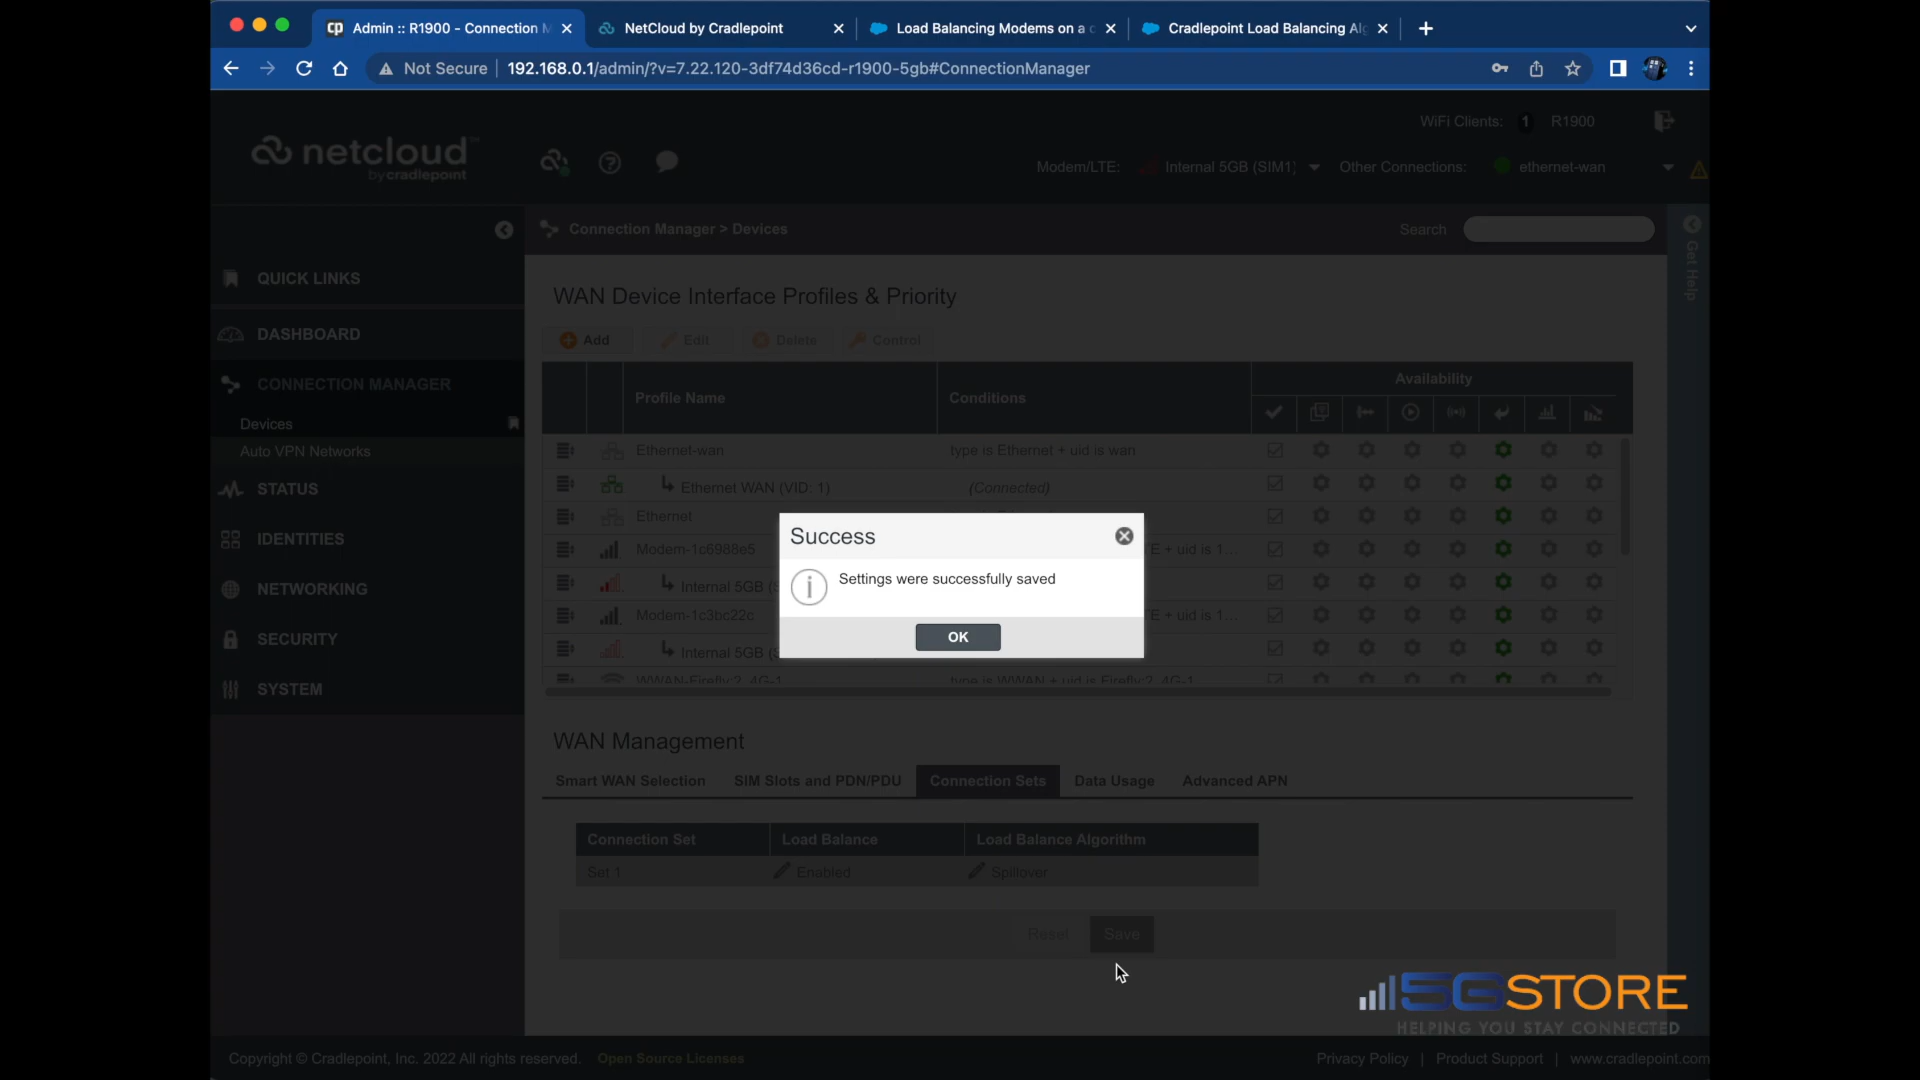 Admin :: R1900 - Connection M
NetCloud by Cradlepoint
Load Balancing Modems on a c
Cradlepoint Load Balancing Alg
Not Secure
192.168.0.1/admin/?v=7.22.120-3df74d36cd-r1900-5gb#ConnectionManager
netcloud
by cradlepoint
WiFi Clients: 1 R1900
Modem/LTE: Internal 5GB (SIM1) Other Connections: ethernet-wan
Connection Manager > Devices
Search
Get Help
QUICK LINKS
DASHBOARD
CONNECTION MANAGER
Devices
Auto VPN Networks
STATUS
IDENTITIES
NETWORKING
SECURITY
SYSTEM
WAN Device Interface Profiles & Priority
Add Edit Delete Control
Profile Name Conditions Availability
Ethernet-wan type is Ethernet + uid is wan
Ethernet WAN (VID: 1) (Connected)
Ethernet
Modem-1c6988e5 TE + uid is 1...
Internal 5GB (S
Modem-1c3bc22c TE + uid is 1...
Internal 5GB (S
WWAN-Firefly:2_4G-1 type is WWAN + uid is Firefly:2_4G-1
Success
Settings were successfully saved
OK
WAN Management
Smart WAN Selection SIM Slots and PDN/PDU Connection Sets Data Usage Advanced APN
Connection Set Load Balance Load Balance Algorithm
Set 1 Enabled Spillover
Reset Save
5GSTORE
HELPING YOU STAY CONNECTED
Copyright © Cradlepoint, Inc. 2022 All rights reserved. Open Source Licenses
Privacy Policy | Product Support | www.cradlepoint.com